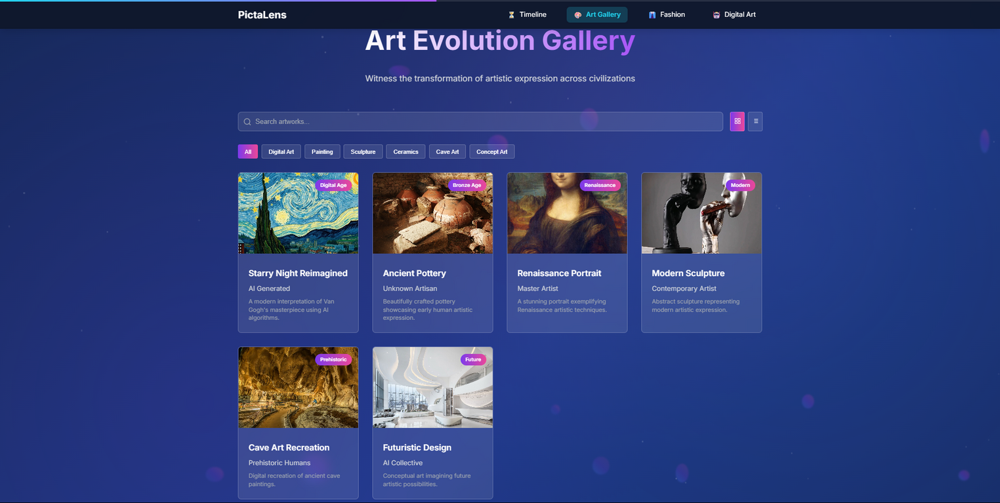 PictaLens
Timeline
Art Gallery
Fashion
Digital Art
Art Evolution Gallery
Witness the transformation of artistic expression across civilizations
Search artworks...
All
Digital Art
Painting
Sculpture
Ceramics
Cave Art
Concept Art
Digital Age
Starry Night Reimagined
AI Generated
A modern interpretation of Van
Gogh's masterpiece using AI
algorithms.
Bronze Age
Ancient Pottery
Unknown Artisan
Beautifully crafted pottery
showcasing early human artistic
expression.
Renaissance
Renaissance Portrait
Master Artist
A stunning portrait exemplifying
Renaissance artistic techniques.
Modern
Modern Sculpture
Contemporary Artist
Abstract sculpture representing
modern artistic expression.
Prehistoric
Cave Art Recreation
Prehistoric Humans
Digital recreation of ancient cave
paintings.
Future
Futuristic Design
AI Collective
Conceptual art imagining future
artistic possibilities.